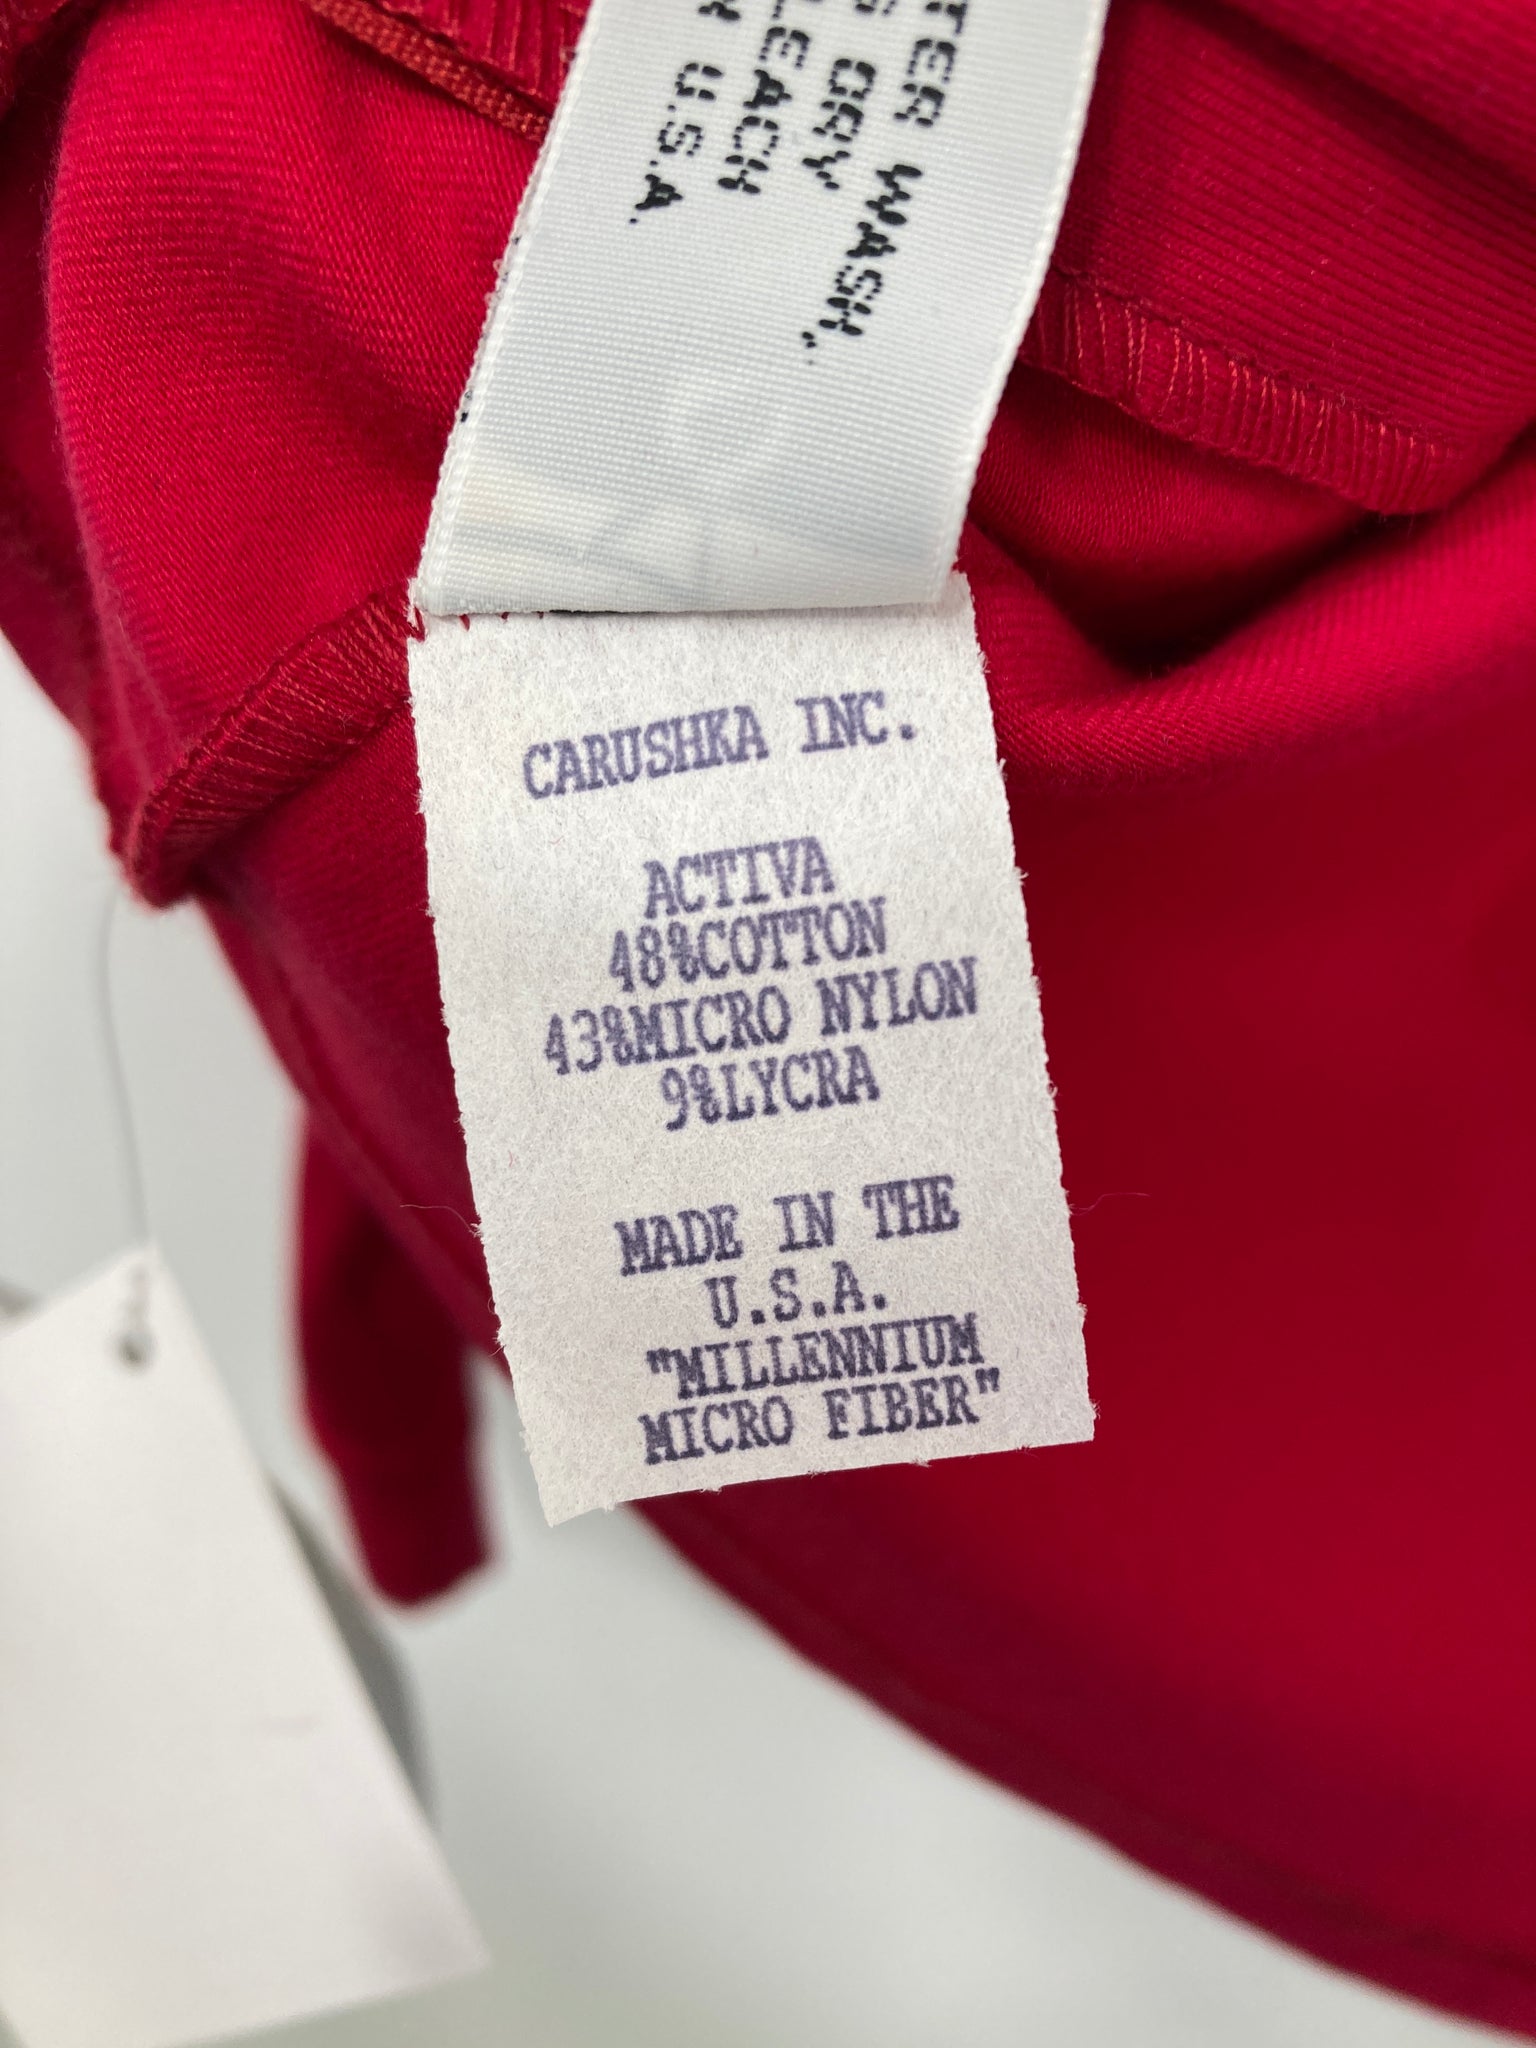 WASH,
DRY
U.S.A.
CARUSHKA INC.
ACTIVA
48%COTTON
43%MICRO NYLON
9%LYCRA
MADE IN THE
U.S.A.
"MILLENNIUM
MICRO FIBER"